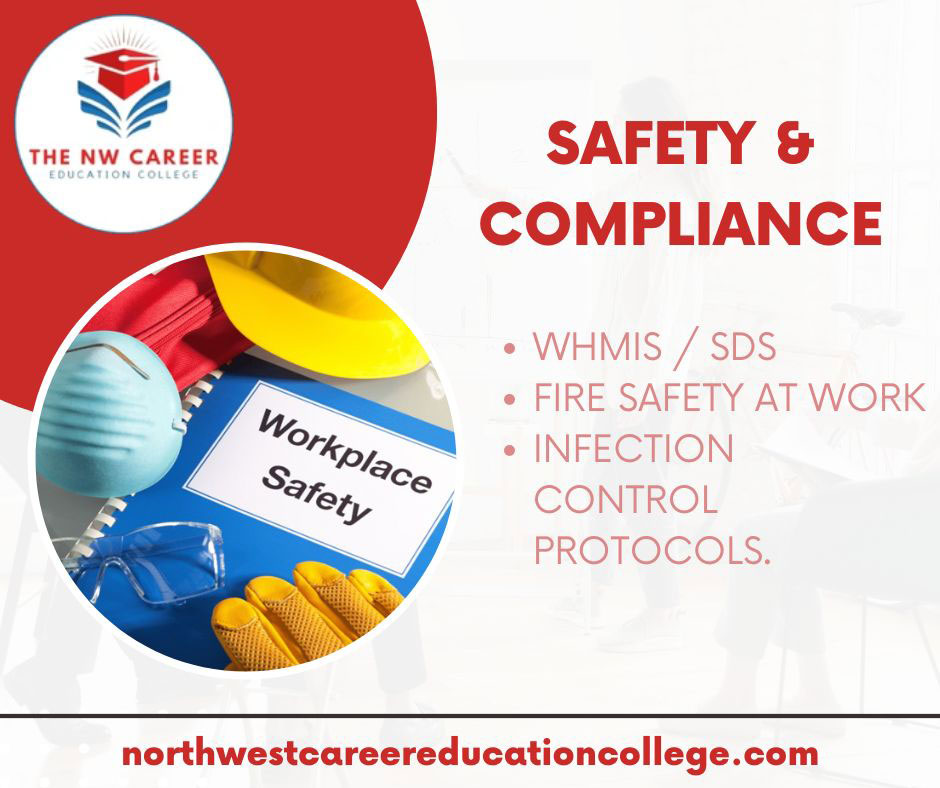 THE NW CAREER
EDUCATION COLLEGE
SAFETY &
COMPLIANCE
Workplace
Safety
• WHMIS / SDS
• FIRE SAFETY AT WORK
• INFECTION
CONTROL
PROTOCOLS.
northwestcareereducationcollege.com